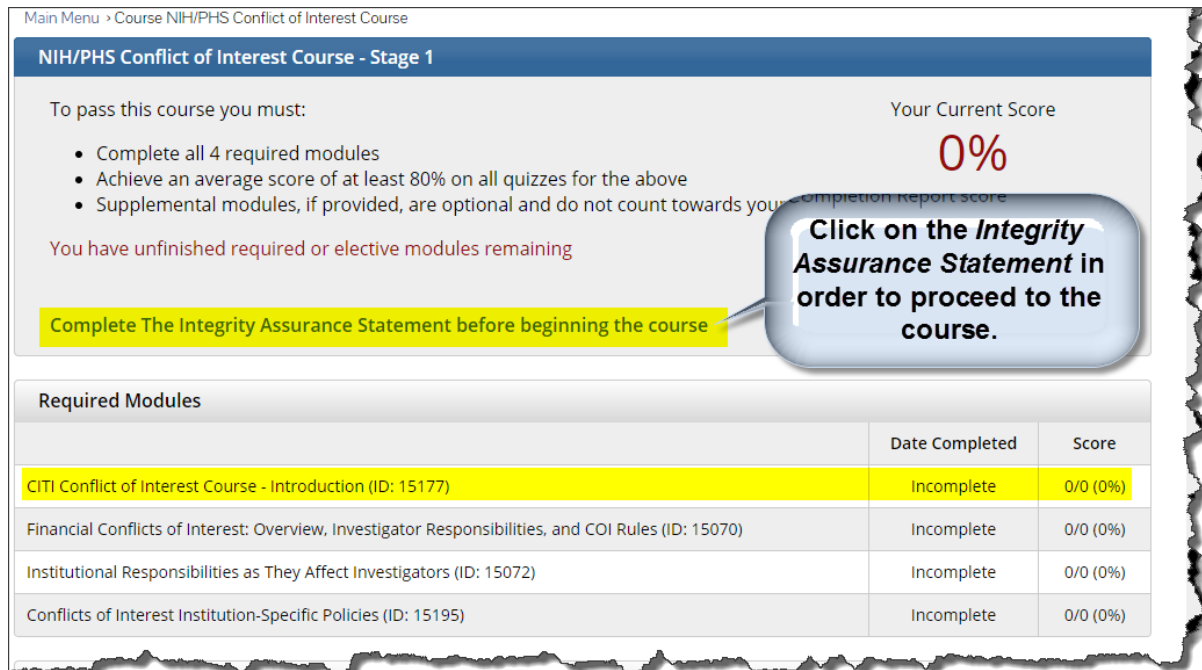 Main Menu › Course NIH/PHS Conflict of Interest Course
NIH/PHS Conflict of Interest Course - Stage 1
To pass this course you must:
• Complete all 4 required modules
• Achieve an average score of at least 80% on all quizzes for the above
• Supplemental modules, if provided, are optional and do not count towards your Completion Report score
You have unfinished required or elective modules remaining
Complete The Integrity Assurance Statement before beginning the course
Your Current Score
0%
Click on the Integrity
Assurance Statement in
order to proceed to the
course.
Required Modules
Date Completed Score
CITI Conflict of Interest Course - Introduction (ID: 15177) Incomplete 0/0 (0%)
Financial Conflicts of Interest: Overview, Investigator Responsibilities, and COI Rules (ID: 15070) Incomplete 0/0 (0%)
Institutional Responsibilities as They Affect Investigators (ID: 15072) Incomplete 0/0 (0%)
Conflicts of Interest Institution-Specific Policies (ID: 15195) Incomplete 0/0 (0%)